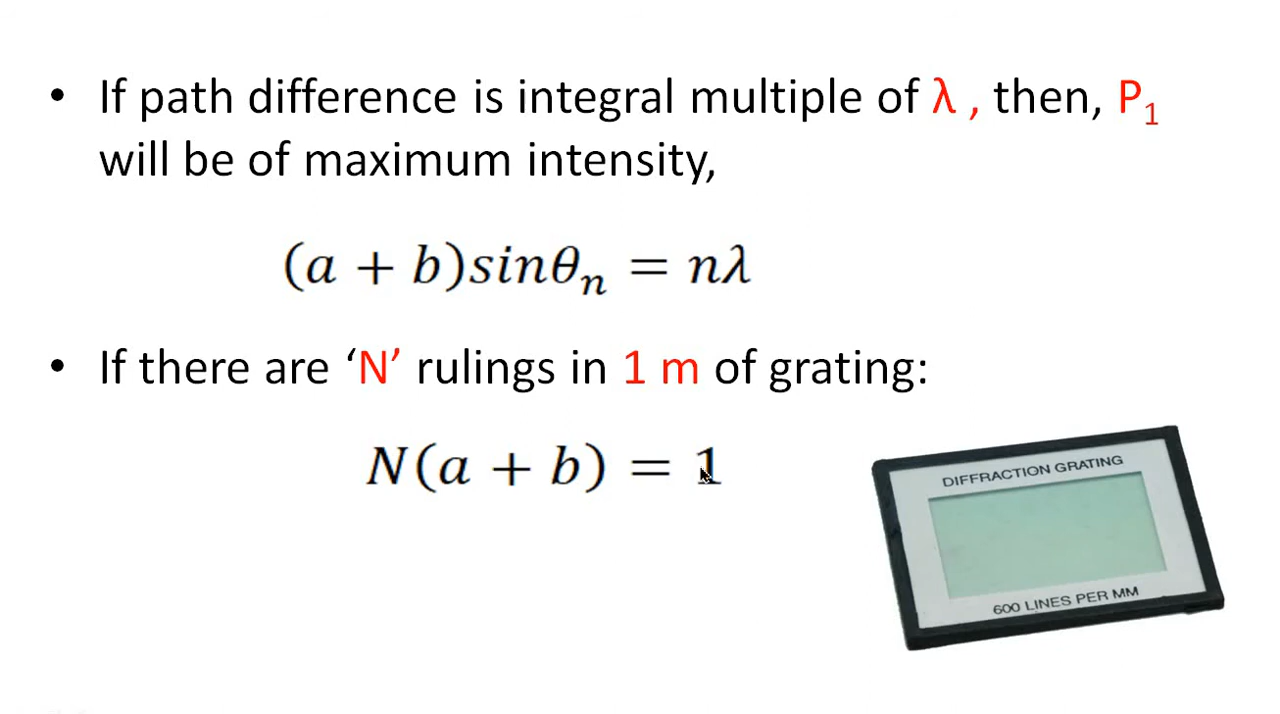 • If path difference is integral multiple of λ , then, P₁
will be of maximum intensity,
(a + b)sinθₙ = nλ
• If there are ‘N’ rulings in 1 m of grating:
N(a + b) = 1
DIFFRACTION GRATING
600 LINES PER MM